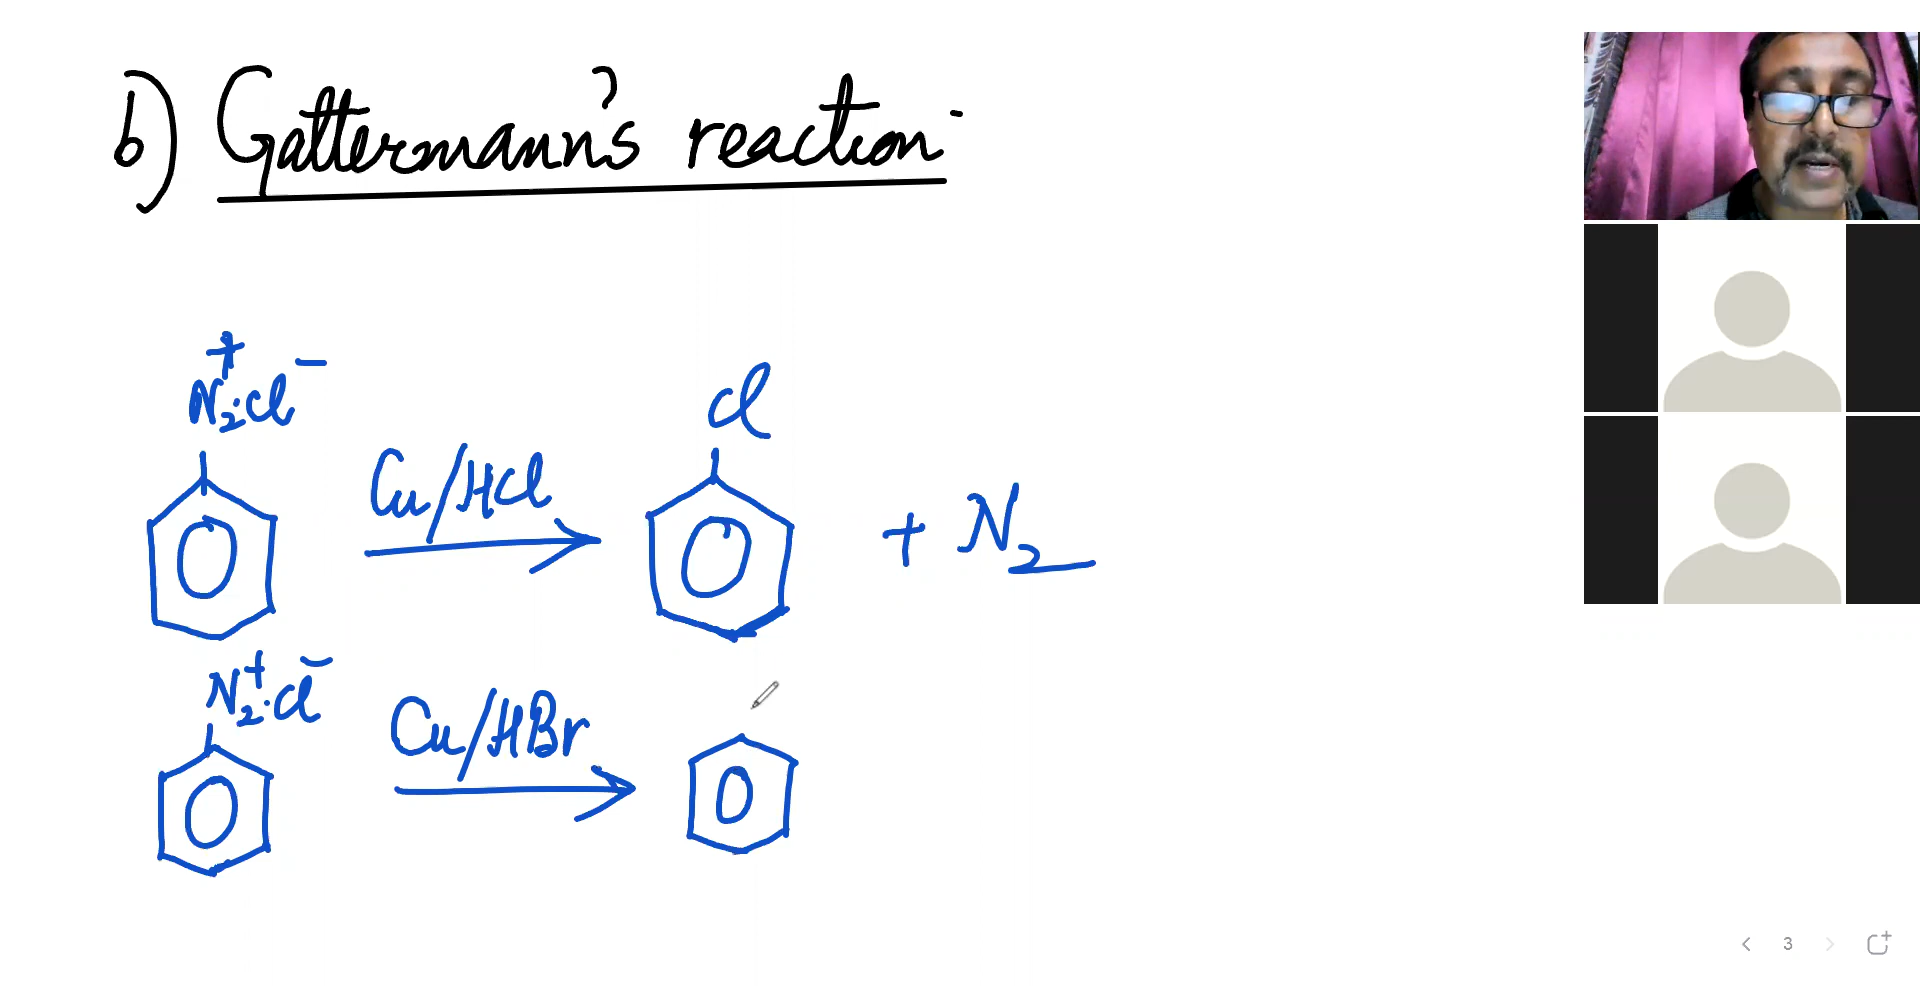 b) Gattermann's reaction.
N₂⁺.Cl⁻
Cl
Cu/HCl
+ N₂
N₂⁺.Cl⁻
Cu/HBr
3